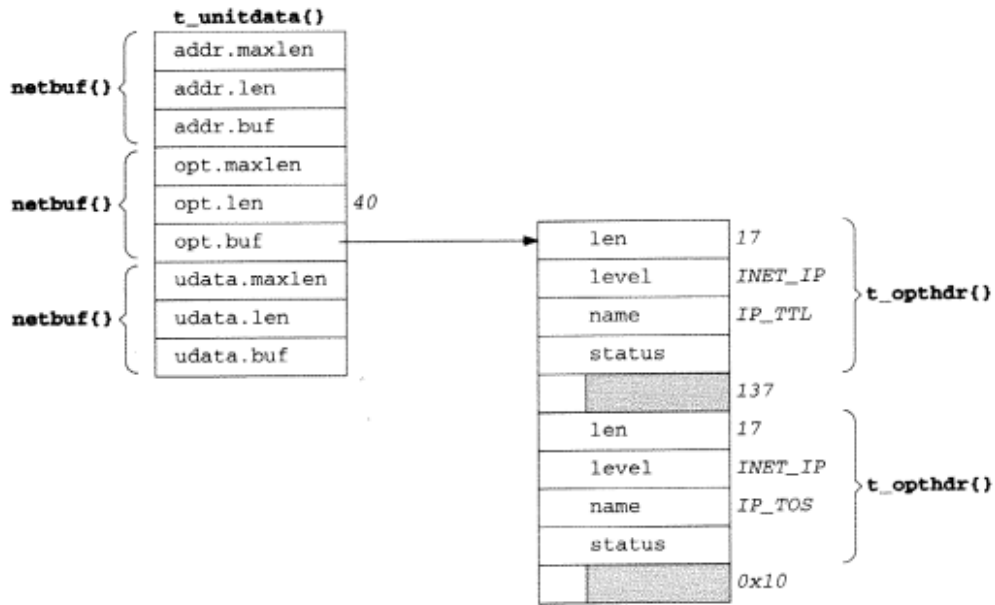 t_unitdata{}
netbuf{}
addr.maxlen
addr.len
addr.buf
netbuf{}
opt.maxlen
opt.len 40
opt.buf
netbuf{}
udata.maxlen
udata.len
udata.buf
len 17
level INET_IP
name IP_TTL
status
t_opthdr{}
137
len 17
level INET_IP
name IP_TOS
status
t_opthdr{}
0x10